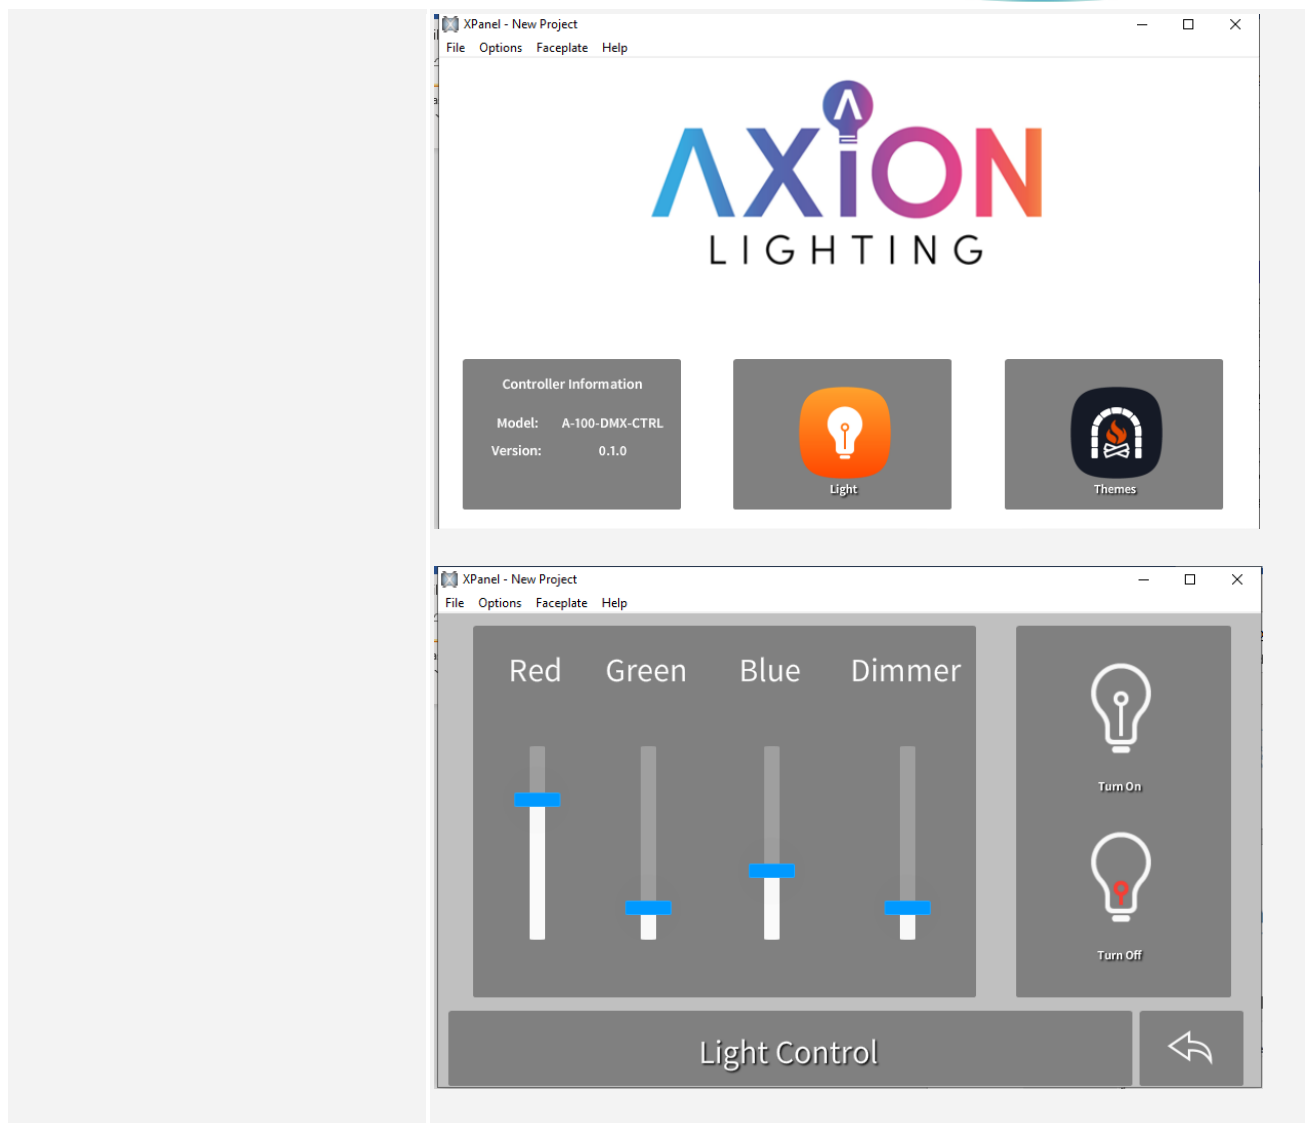 XPanel - New Project
File Options Faceplate Help
AXION
LIGHTING
Controller Information
Model: A-100-DMX-CTRL
Version: 0.1.0
Light
Themes
XPanel - New Project
File Options Faceplate Help
Red Green Blue Dimmer
Turn On
Turn Off
Light Control